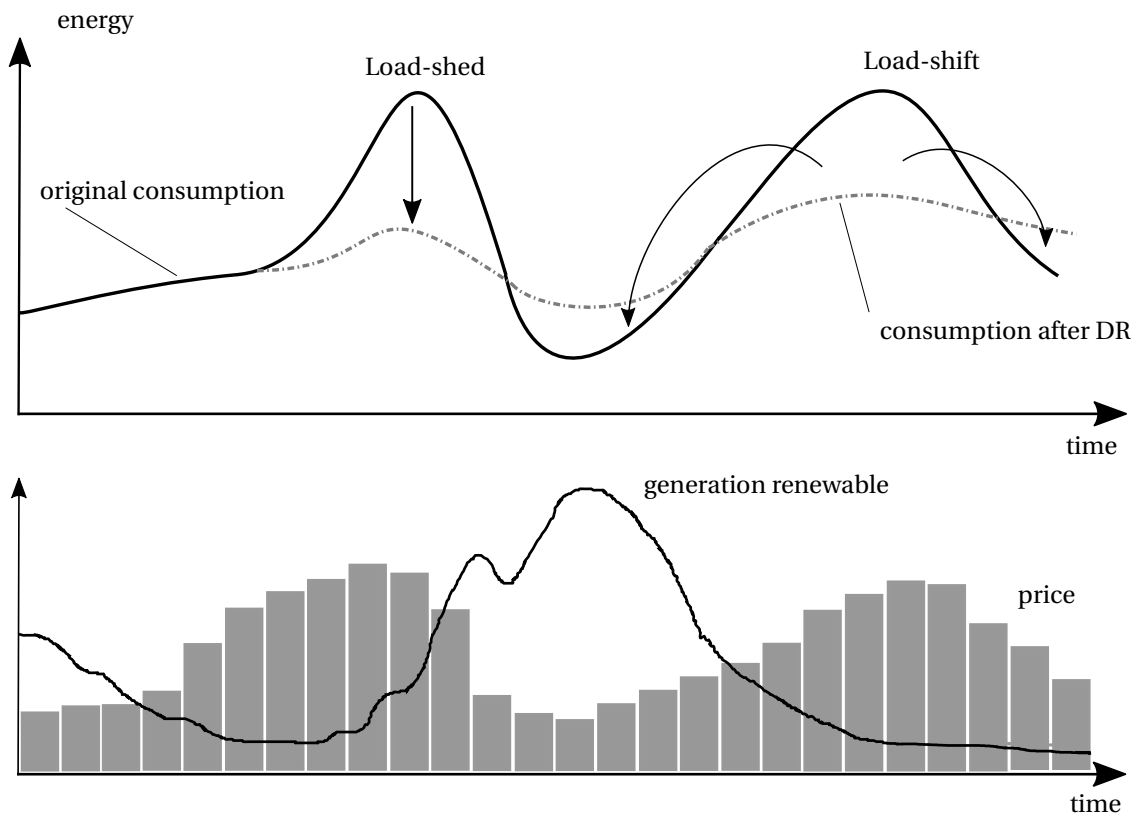 energy
Load-shed
Load-shift
original consumption
consumption after DR
time
generation renewable
price
time